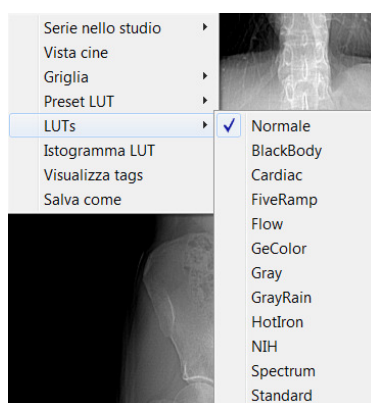 Serie nello studio
Vista cine
Griglia
Preset LUT
LUTs
Istogramma LUT
Visualizza tags
Salva come
Normale
BlackBody
Cardiac
FiveRamp
Flow
GeColor
Gray
GrayRain
HotIron
NIH
Spectrum
Standard